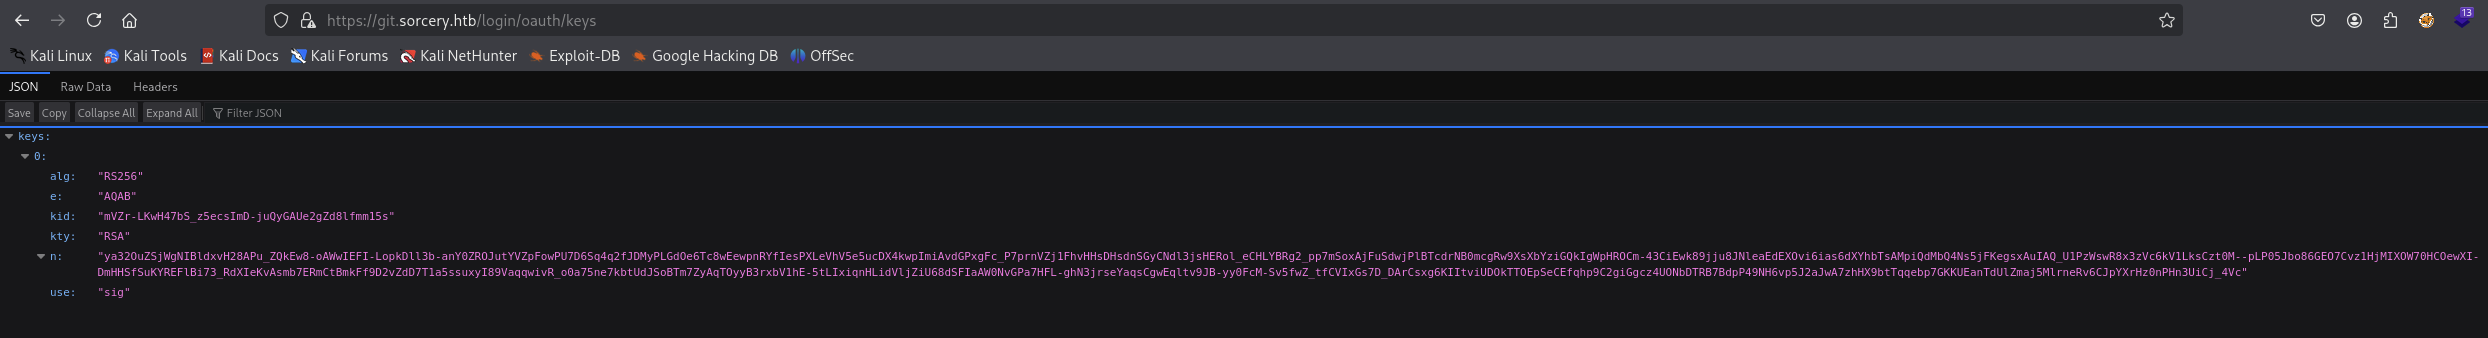 https://git.sorcery.htb/login/oauth/keys
13
Kali Linux Kali Tools Kali Docs Kali Forums Kali NetHunter Exploit-DB Google Hacking DB OffSec
JSON Raw Data Headers
Save Copy Collapse All Expand All Filter JSON
keys:
0:
alg: "RS256"
e: "AQAB"
kid: "mVZr-LKwH47bS_z5ecsImD-juQyGAUe2gZd8lfmm15s"
kty: "RSA"
n: "ya32OuZSjWgNIBldxvH28APu_ZQkEw8-oAWwIEFI-LopkDll3b-anY0ZROJutYVZpFowPU7D6Sq4q2fJDMyPLGdOe6Tc8wEewpnRYfIesPXLeVhV5e5ucDX4kwpImiAvdGPxgFc_P7prnVZj1FhvHHsDHsdnSGyCNdl3jsHERol_eCHLYBRg2_pp7mSoxAjFuSdwjPlBTcdrNB0mcgRw9XsXbYziGQkIgWpHROCm-43CiEwk89jju8JNleaEdEXOvi6ias6dXYhbTsAMpiQdMbQ4Ns5jFKegsxAuIAQ_U1PzWswR8x3zVc6kV1LksCzt0M--pLP05Jbo86GEO7Cvz1HjMIXOW70HCOewXI-
DmHHSfSuKYREFlBi73_RdXIeKvAsmb7ERmCtBmkFf9D2vZdD7T1a5ssuxyI89VaqqwivR_o0a75ne7kbtUdJSoBTm7ZyAqTOyyB3rxbV1hE-5tLIxiqnHLidVljZiU68dSFIaAW0NvGPa7HFL-ghN3jrseYaqsCgwEqltv9JB-yy0FcM-Sv5fwZ_tfCVIxGs7D_DArCsxg6KIItviUDOkTTOEpSeCEfqhp9C2giGgcz4UONbDTRB7BdpP49NH6vp5J2aJwA7zhHX9btTqqebp7GKKUEanTdUlZmaj5MlrneRv6CJpYXrHz0nPHn3UiCj_4Vc"
use: "sig"